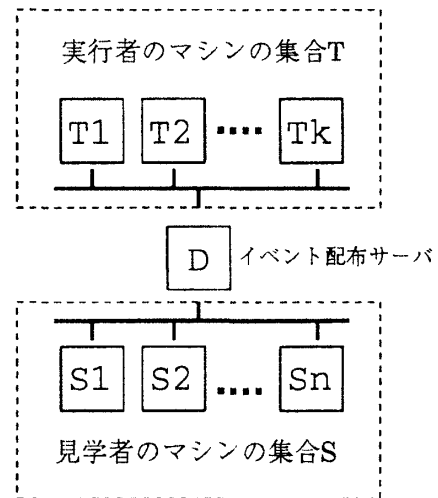 実行者のマシンの集合T
T1 T2 .... Tk
D イベント配布サーバ
S1 S2 .... Sn
見学者のマシンの集合S